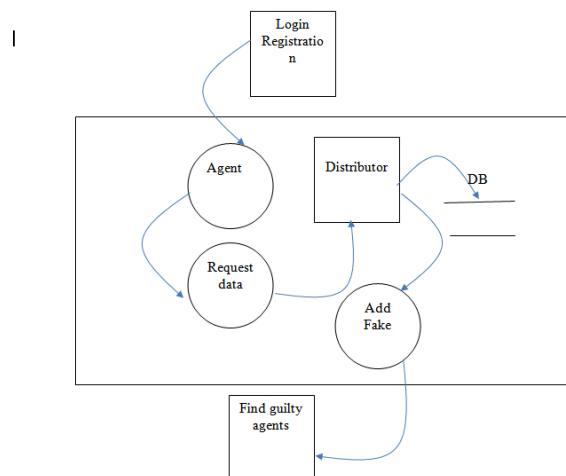 Login
Registratio
n
Agent
Distributor
DB
Request
data
Add
Fake
Find guilty
agents